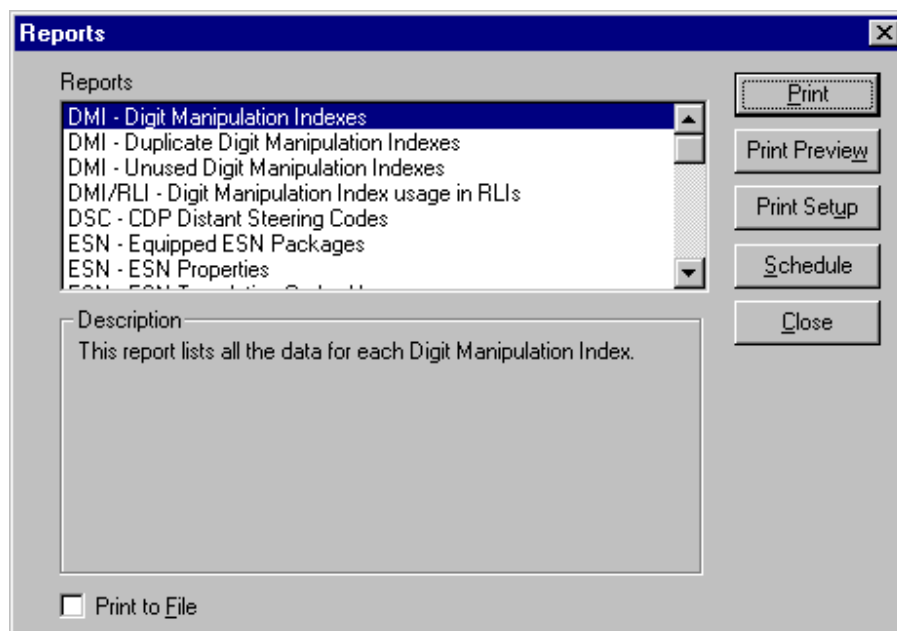 Reports
Reports
DMI - Digit Manipulation Indexes
DMI - Duplicate Digit Manipulation Indexes
DMI - Unused Digit Manipulation Indexes
DMI/RLI - Digit Manipulation Index usage in RLIs
DSC - CDP Distant Steering Codes
ESN - Equipped ESN Packages
ESN - ESN Properties
Print
Print Preview
Print Setup
Schedule
Close
Description
This report lists all the data for each Digit Manipulation Index.
Print to File